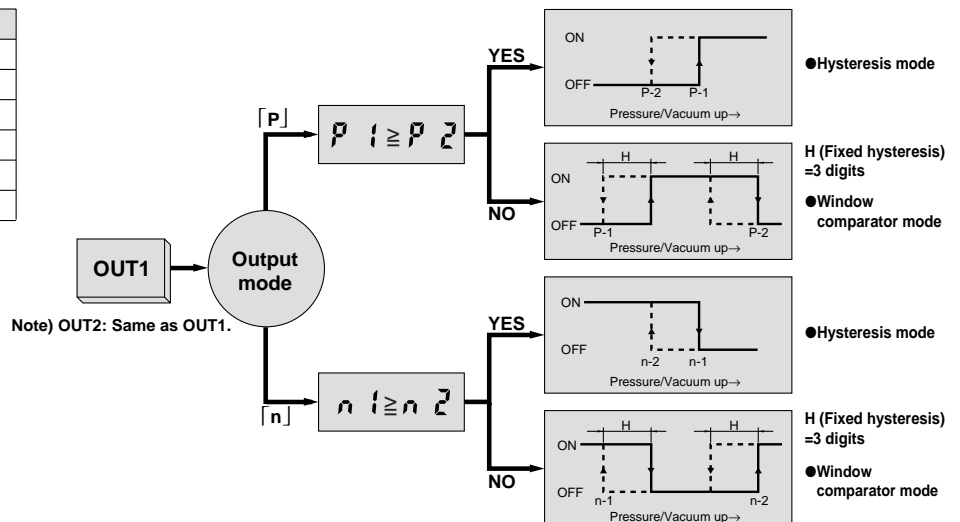 OUT1
Note) OUT2: Same as OUT1.
Output
mode
⌈P⌋
P 1 ≧ P 2
YES
NO
ON
OFF
P-2 P-1
Pressure/Vacuum up→
●Hysteresis mode
H H
ON
OFF
P-1 P-2
Pressure/Vacuum up→
H (Fixed hysteresis)
=3 digits
●Window
comparator mode
⌈n⌋
n 1 ≧ n 2
YES
NO
ON
OFF
n-2 n-1
Pressure/Vacuum up→
●Hysteresis mode
H H
ON
OFF
n-1 n-2
Pressure/Vacuum up→
H (Fixed hysteresis)
=3 digits
●Window
comparator mode